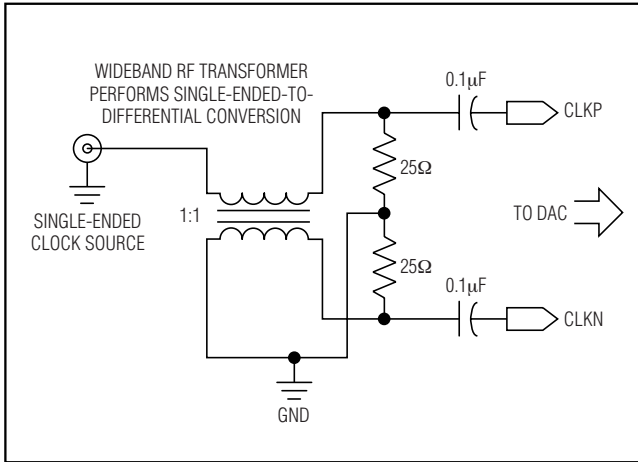 WIDEBAND RF TRANSFORMER
PERFORMS SINGLE-ENDED-TO-
DIFFERENTIAL CONVERSION
0.1μF
CLKP
25Ω
SINGLE-ENDED
CLOCK SOURCE
1:1
TO DAC
25Ω
0.1μF
CLKN
GND